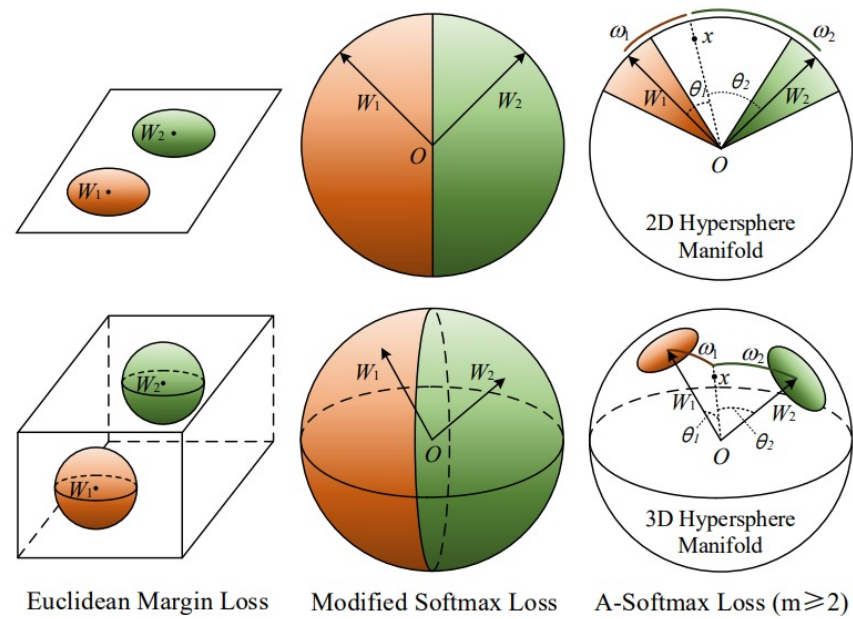 W₂
W₁
W₁
W₂
O
ω₁
x
ω₂
W₁
θ₁
θ₂
W₂
O
2D Hypersphere
Manifold
W₂
W₁
W₁
W₂
O
ω₁
ω₂
x
W₁
W₂
θ₁
θ₂
O
3D Hypersphere
Manifold
Euclidean Margin Loss
Modified Softmax Loss
A-Softmax Loss (m⩾2)